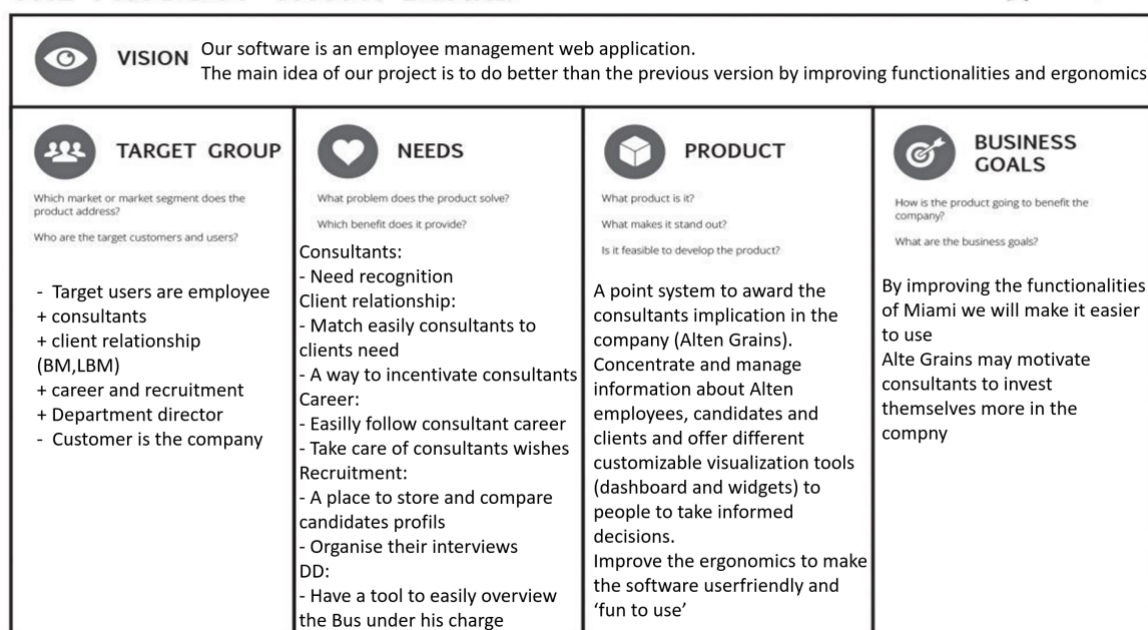 VISION
Our software is an employee management web application.
The main idea of our project is to do better than the previous version by improving functionalities and ergonomics
TARGET GROUP
Which market or market segment does the
product address?
Who are the target customers and users?
- Target users are employee
+ consultants
+ client relationship
(BM,LBM)
+ career and recruitment
+ Department director
- Customer is the company
NEEDS
What problem does the product solve?
Which benefit does it provide?
Consultants:
- Need recognition
Client relationship:
- Match easily consultants to
clients need
- A way to incentivate consultants
Career:
- Easilly follow consultant career
- Take care of consultants wishes
Recruitment:
- A place to store and compare
candidates profils
- Organise their interviews
DD:
- Have a tool to easily overview
the Bus under his charge
PRODUCT
What product is it?
What makes it stand out?
Is it feasible to develop the product?
A point system to award the
consultants implication in the
company (Alten Grains).
Concentrate and manage
information about Alten
employees, candidates and
clients and offer different
customizable visualization tools
(dashboard and widgets) to
people to take informed
decisions.
Improve the ergonomics to make
the software userfriendly and
‘fun to use’
BUSINESS
GOALS
How is the product going to benefit the
company?
What are the business goals?
By improving the functionalities
of Miami we will make it easier
to use
Alte Grains may motivate
consultants to invest
themselves more in the
compny